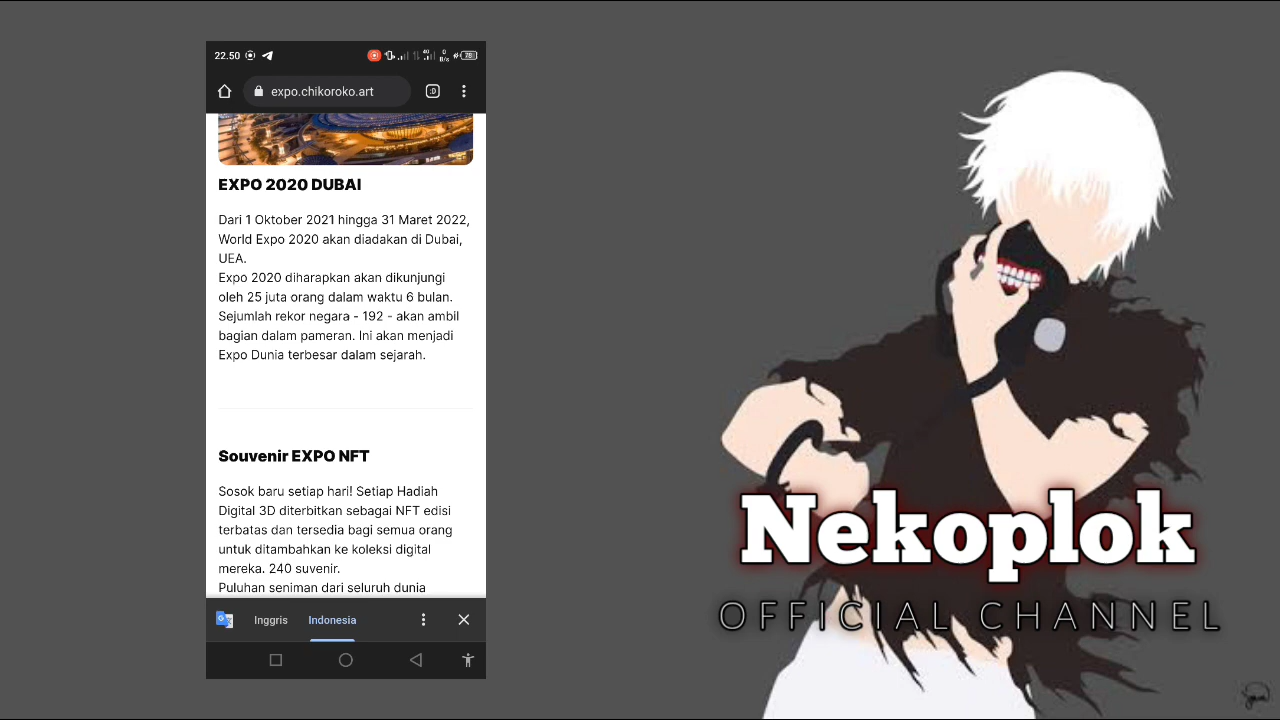 22.50
4G
0
B/s
78
expo.chikoroko.art
:D
EXPO 2020 DUBAI
Dari 1 Oktober 2021 hingga 31 Maret 2022,
World Expo 2020 akan diadakan di Dubai,
UEA.
Expo 2020 diharapkan akan dikunjungi
oleh 25 juta orang dalam waktu 6 bulan.
Sejumlah rekor negara - 192 - akan ambil
bagian dalam pameran. Ini akan menjadi
Expo Dunia terbesar dalam sejarah.
Souvenir EXPO NFT
Sosok baru setiap hari! Setiap Hadiah
Digital 3D diterbitkan sebagai NFT edisi
terbatas dan tersedia bagi semua orang
untuk ditambahkan ke koleksi digital
mereka. 240 suvenir.
Puluhan seniman dari seluruh dunia
Inggris Indonesia
Nekoplok
OFFICIAL CHANNEL